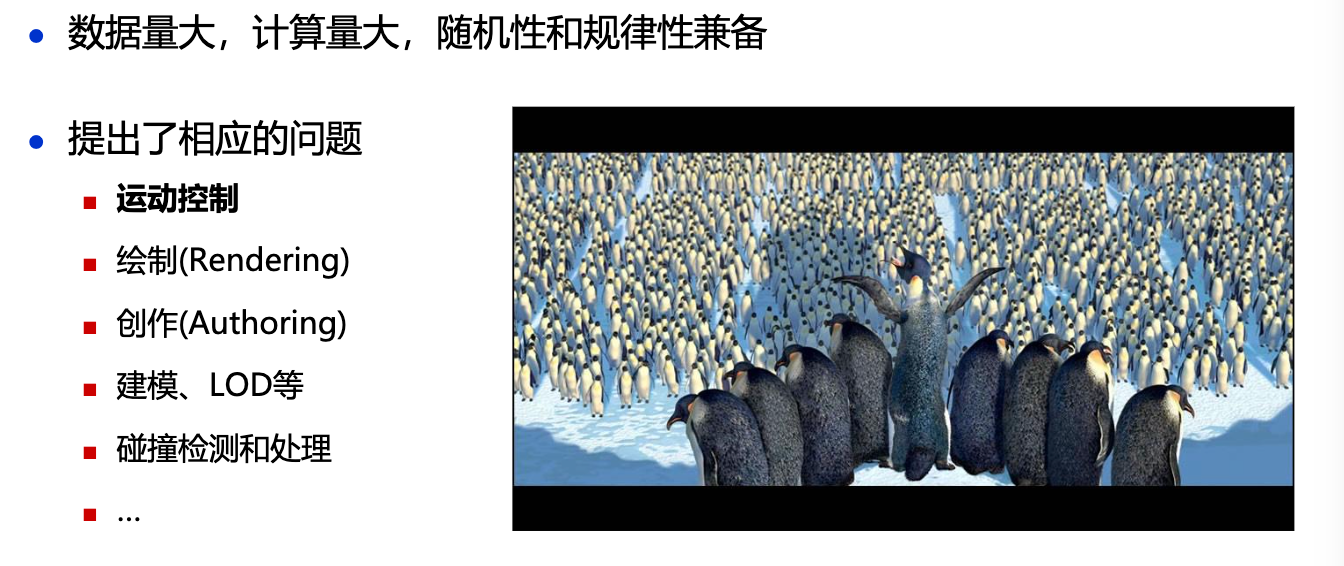 数据量大，计算量大，随机性和规律性兼备
提出了相应的问题
运动控制
绘制(Rendering)
创作(Authoring)
建模、LOD等
碰撞检测和处理
...